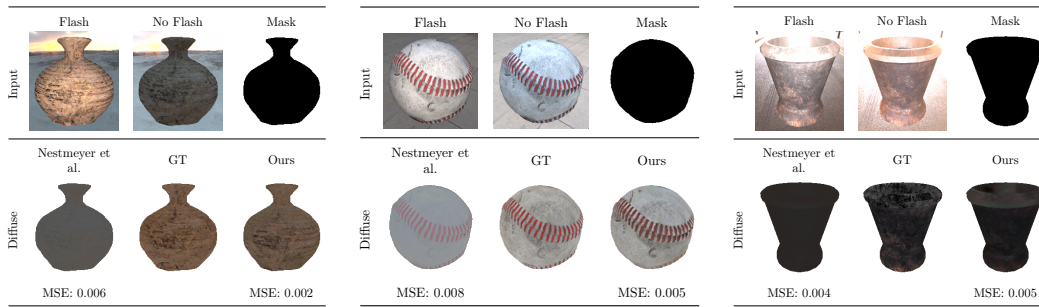 Flash No Flash Mask
Input
Nestmeyer et al. GT Ours
Diffuse
MSE: 0.006 MSE: 0.002
Flash No Flash Mask
Input
Nestmeyer et al. GT Ours
Diffuse
MSE: 0.008 MSE: 0.005
Flash No Flash Mask
Input
Nestmeyer et al. GT Ours
Diffuse
MSE: 0.004 MSE: 0.005